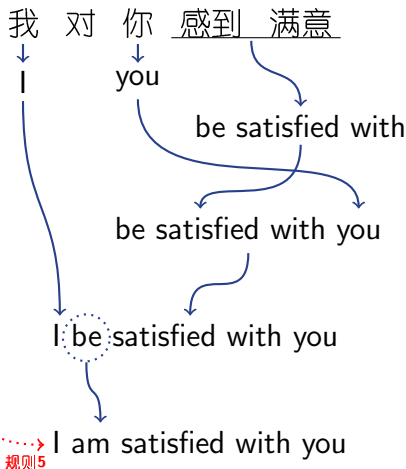 我 对 你 感到 满意
I you
be satisfied with
be satisfied with you
I be satisfied with you
I am satisfied with you
规则5